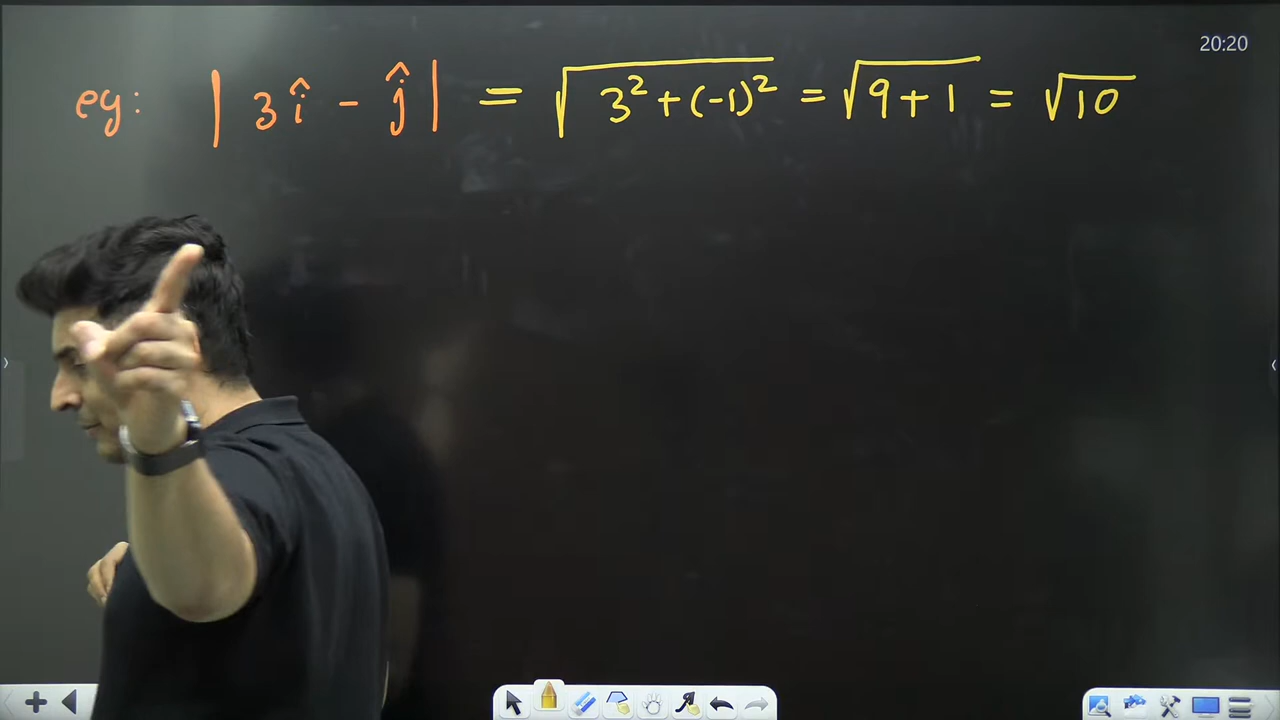 20:20
eg: | 3î - ĵ | = √(3² + (-1)²) = √(9 + 1) = √10